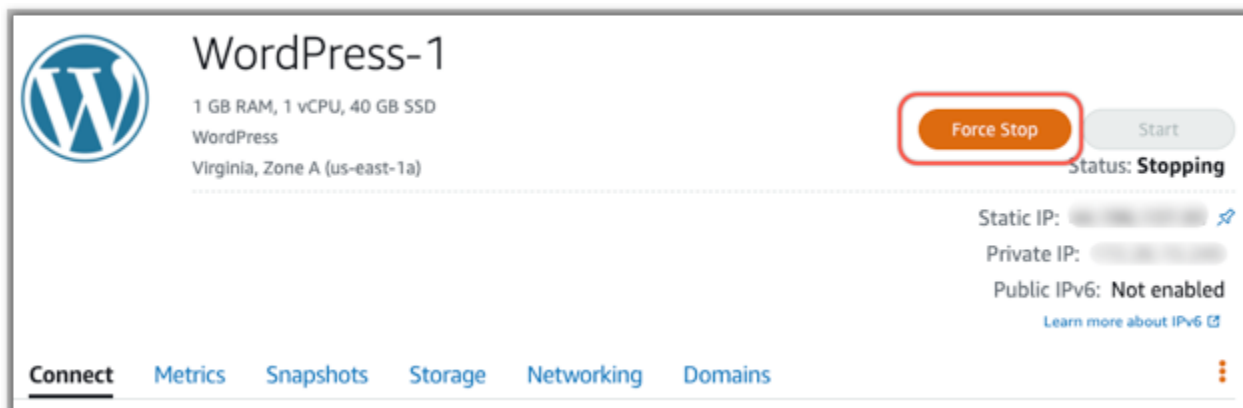 WordPress-1
1 GB RAM, 1 vCPU, 40 GB SSD
WordPress
Virginia, Zone A (us-east-1a)
Force Stop
Start
Status: Stopping
Static IP:
Private IP:
Public IPv6: Not enabled
Learn more about IPv6
Connect Metrics Snapshots Storage Networking Domains